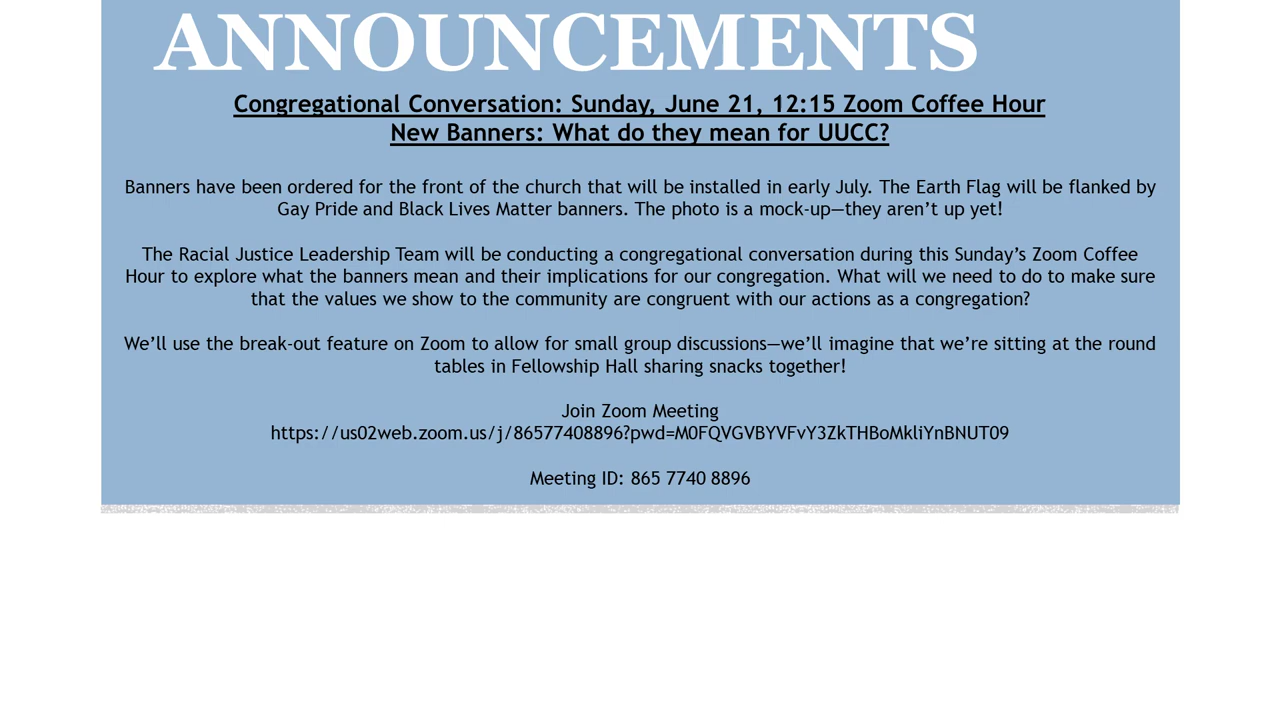 ANNOUNCEMENTS
Congregational Conversation: Sunday, June 21, 12:15 Zoom Coffee Hour
New Banners: What do they mean for UUCC?
Banners have been ordered for the front of the church that will be installed in early July. The Earth Flag will be flanked by
Gay Pride and Black Lives Matter banners. The photo is a mock-up—they aren’t up yet!
The Racial Justice Leadership Team will be conducting a congregational conversation during this Sunday’s Zoom Coffee
Hour to explore what the banners mean and their implications for our congregation. What will we need to do to make sure
that the values we show to the community are congruent with our actions as a congregation?
We’ll use the break-out feature on Zoom to allow for small group discussions—we’ll imagine that we’re sitting at the round
tables in Fellowship Hall sharing snacks together!
Join Zoom Meeting
https://us02web.zoom.us/j/86577408896?pwd=M0FQVGVBYVFvY3ZkTHBoMkliYnBNUT09
Meeting ID: 865 7740 8896